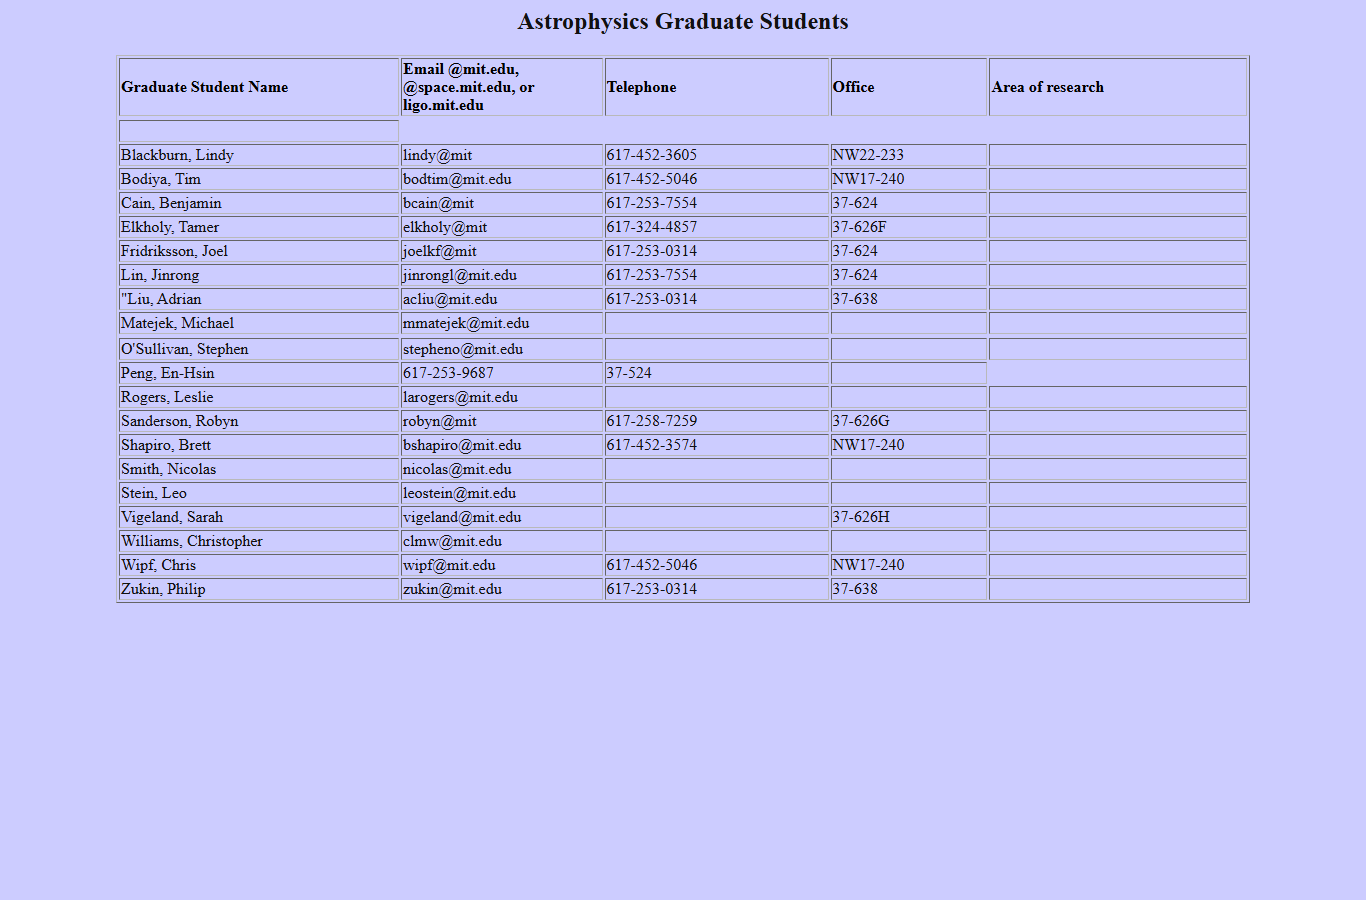 Astrophysics Graduate Students
Graduate Student Name Email @mit.edu, @space.mit.edu, or ligo.mit.edu Telephone Office Area of research
Blackburn, Lindy lindy@mit 617-452-3605 NW22-233
Bodiya, Tim bodtim@mit.edu 617-452-5046 NW17-240
Cain, Benjamin bcain@mit 617-253-7554 37-624
Elkholy, Tamer elkholy@mit 617-324-4857 37-626F
Fridriksson, Joel joelkf@mit 617-253-0314 37-624
Lin, Jinrong jinrongl@mit.edu 617-253-7554 37-624
"Liu, Adrian acliu@mit.edu 617-253-0314 37-638
Matejek, Michael mmatejek@mit.edu
O'Sullivan, Stephen stepheno@mit.edu
Peng, En-Hsin 617-253-9687 37-524
Rogers, Leslie larogers@mit.edu
Sanderson, Robyn robyn@mit 617-258-7259 37-626G
Shapiro, Brett bshapiro@mit.edu 617-452-3574 NW17-240
Smith, Nicolas nicolas@mit.edu
Stein, Leo leostein@mit.edu
Vigeland, Sarah vigeland@mit.edu 37-626H
Williams, Christopher clmw@mit.edu
Wipf, Chris wipf@mit.edu 617-452-5046 NW17-240
Zukin, Philip zukin@mit.edu 617-253-0314 37-638